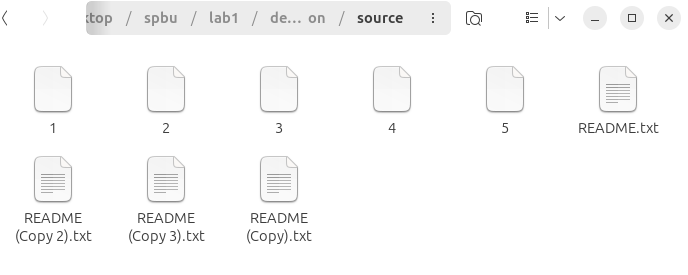 ktop / spbu / lab1 / de... on / source
1
2
3
4
5
README.txt
README
(Copy 2).txt
README
(Copy 3).txt
README
(Copy).txt